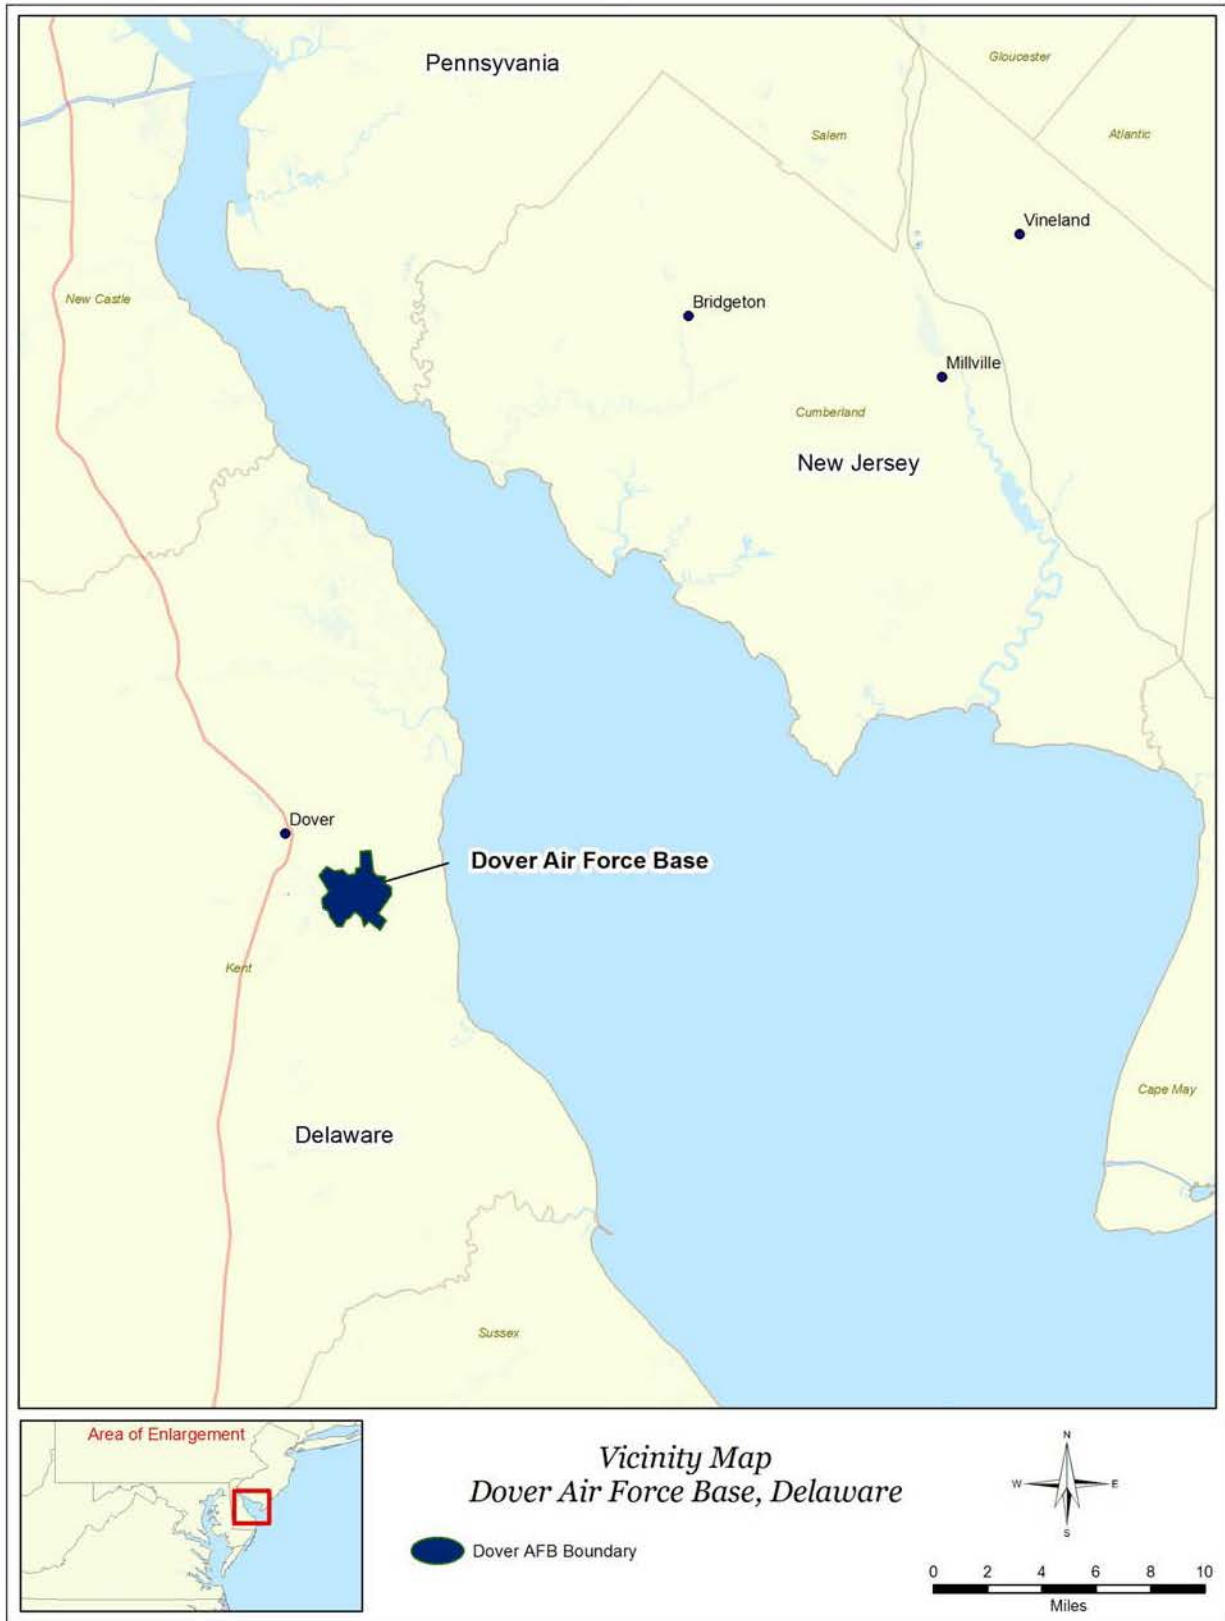 Pennsyvania
Gloucester
Salem
Atlantic
Vineland
New Castle
Bridgeton
Millville
Cumberland
New Jersey
Dover
Dover Air Force Base
Kent
Cape May
Delaware
Sussex
Area of Enlargement
Vicinity Map
Dover Air Force Base, Delaware
Dover AFB Boundary
N
W E
S
0 2 4 6 8 10
Miles